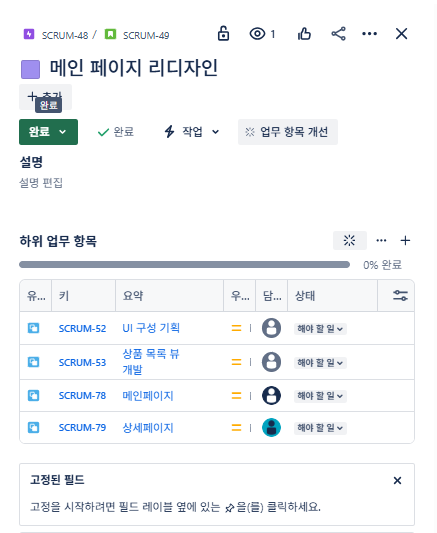 SCRUM-48 / SCRUM-49 1
메인 페이지 리디자인
+ 추가
완료
완료 완료 작업 업무 항목 개선
설명
설명 편집
하위 업무 항목
0% 완료
유... 키 요약 우... 담... 상태
SCRUM-52 UI 구성 기획 해야 할 일
SCRUM-53 상품 목록 뷰
개발 해야 할 일
SCRUM-78 메인페이지 해야 할 일
SCRUM-79 상세페이지 해야 할 일
고정된 필드
고정을 시작하려면 필드 레이블 옆에 있는 을(를) 클릭하세요.